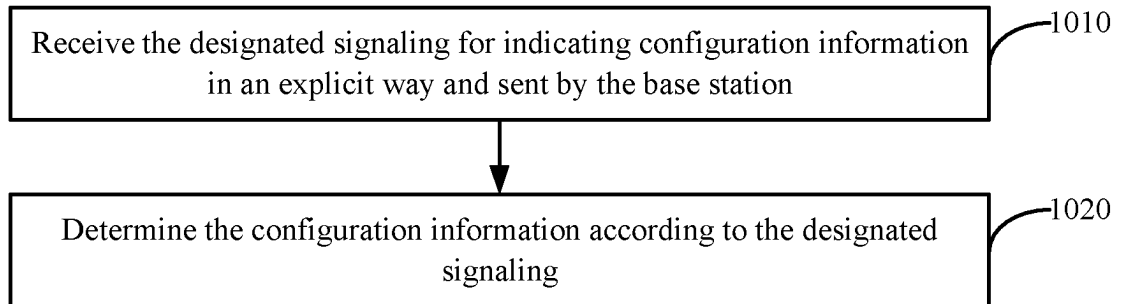 Receive the designated signaling for indicating configuration information
in an explicit way and sent by the base station
1010
Determine the configuration information according to the designated
signaling
1020